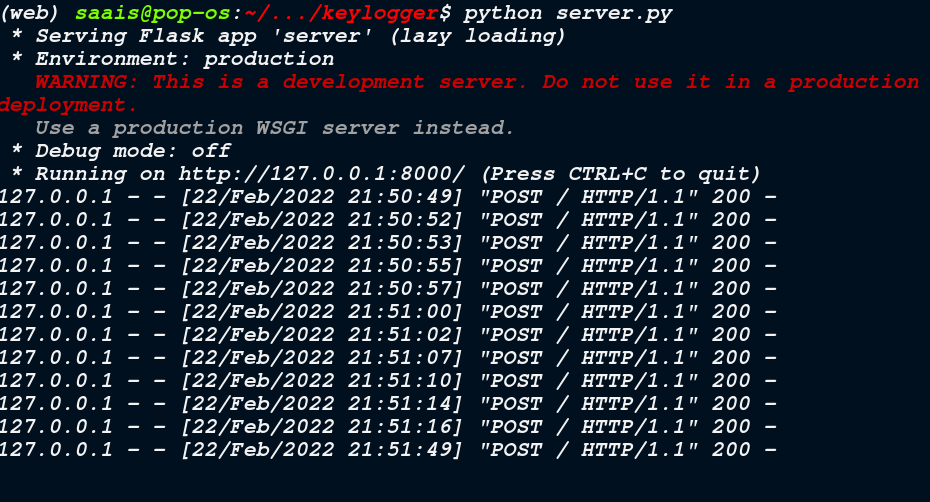 (web) saais@pop-os:~/.../keylogger$ python server.py
* Serving Flask app 'server' (lazy loading)
* Environment: production
WARNING: This is a development server. Do not use it in a production
deployment.
Use a production WSGI server instead.
* Debug mode: off
* Running on http://127.0.0.1:8000/ (Press CTRL+C to quit)
127.0.0.1 - - [22/Feb/2022 21:50:49] "POST / HTTP/1.1" 200 -
127.0.0.1 - - [22/Feb/2022 21:50:52] "POST / HTTP/1.1" 200 -
127.0.0.1 - - [22/Feb/2022 21:50:53] "POST / HTTP/1.1" 200 -
127.0.0.1 - - [22/Feb/2022 21:50:55] "POST / HTTP/1.1" 200 -
127.0.0.1 - - [22/Feb/2022 21:50:57] "POST / HTTP/1.1" 200 -
127.0.0.1 - - [22/Feb/2022 21:51:00] "POST / HTTP/1.1" 200 -
127.0.0.1 - - [22/Feb/2022 21:51:02] "POST / HTTP/1.1" 200 -
127.0.0.1 - - [22/Feb/2022 21:51:07] "POST / HTTP/1.1" 200 -
127.0.0.1 - - [22/Feb/2022 21:51:10] "POST / HTTP/1.1" 200 -
127.0.0.1 - - [22/Feb/2022 21:51:14] "POST / HTTP/1.1" 200 -
127.0.0.1 - - [22/Feb/2022 21:51:16] "POST / HTTP/1.1" 200 -
127.0.0.1 - - [22/Feb/2022 21:51:49] "POST / HTTP/1.1" 200 -